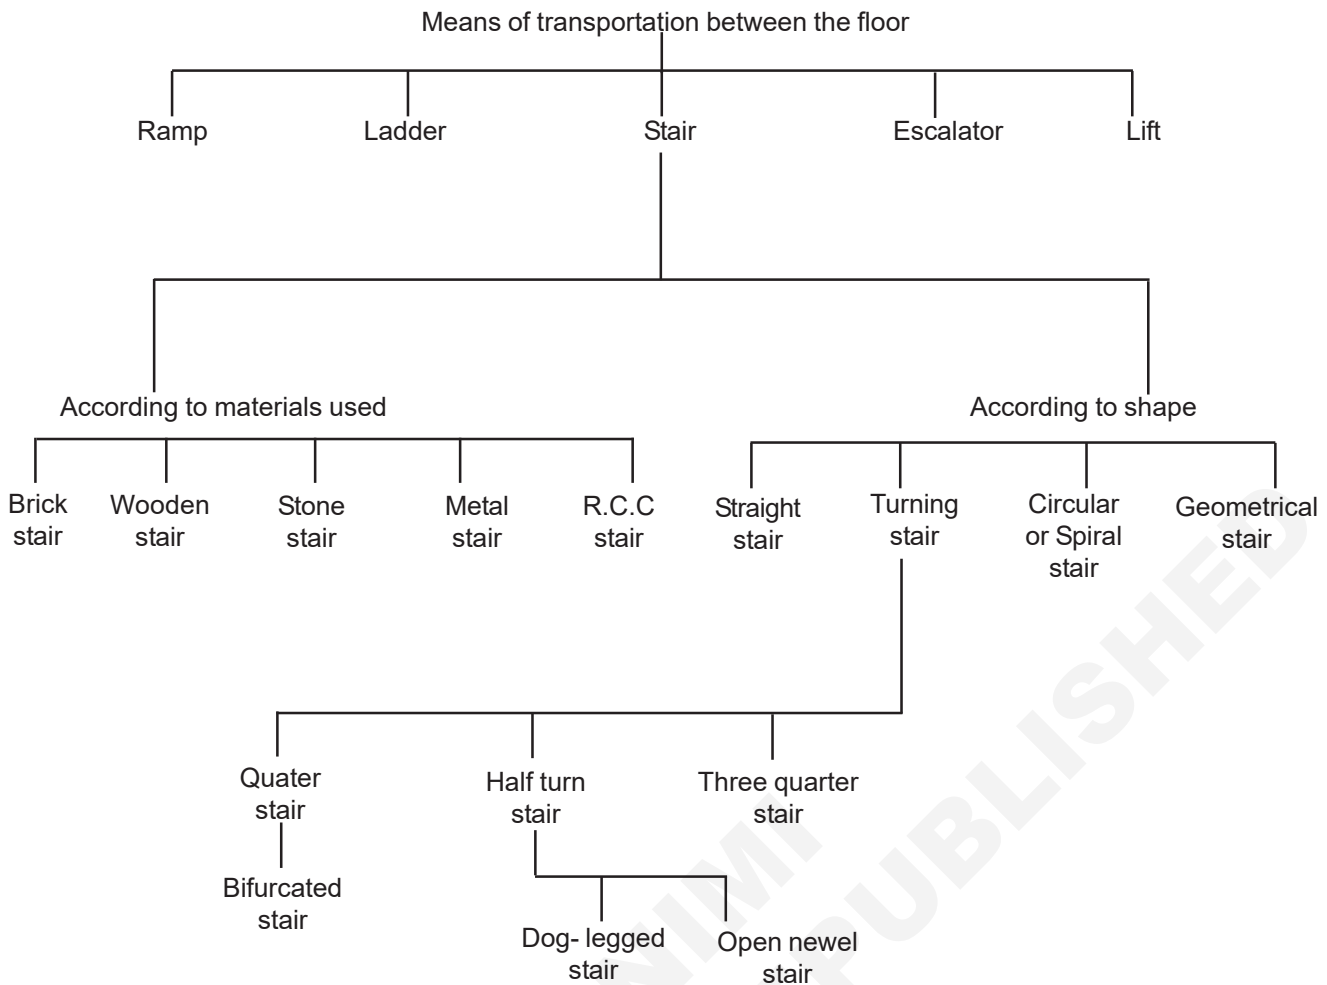 Means of transportation between the floor
Ramp
Ladder
Stair
Escalator
Lift
According to materials used
According to shape
Brick
stair
Wooden
stair
Stone
stair
Metal
stair
R.C.C
stair
Straight
stair
Turning
stair
Circular
or Spiral
stair
Geometrical
stair
Quater
stair
Half turn
stair
Three quarter
stair
Bifurcated
stair
Dog- legged
stair
Open newel
stair
NIMI
PUBLISHED